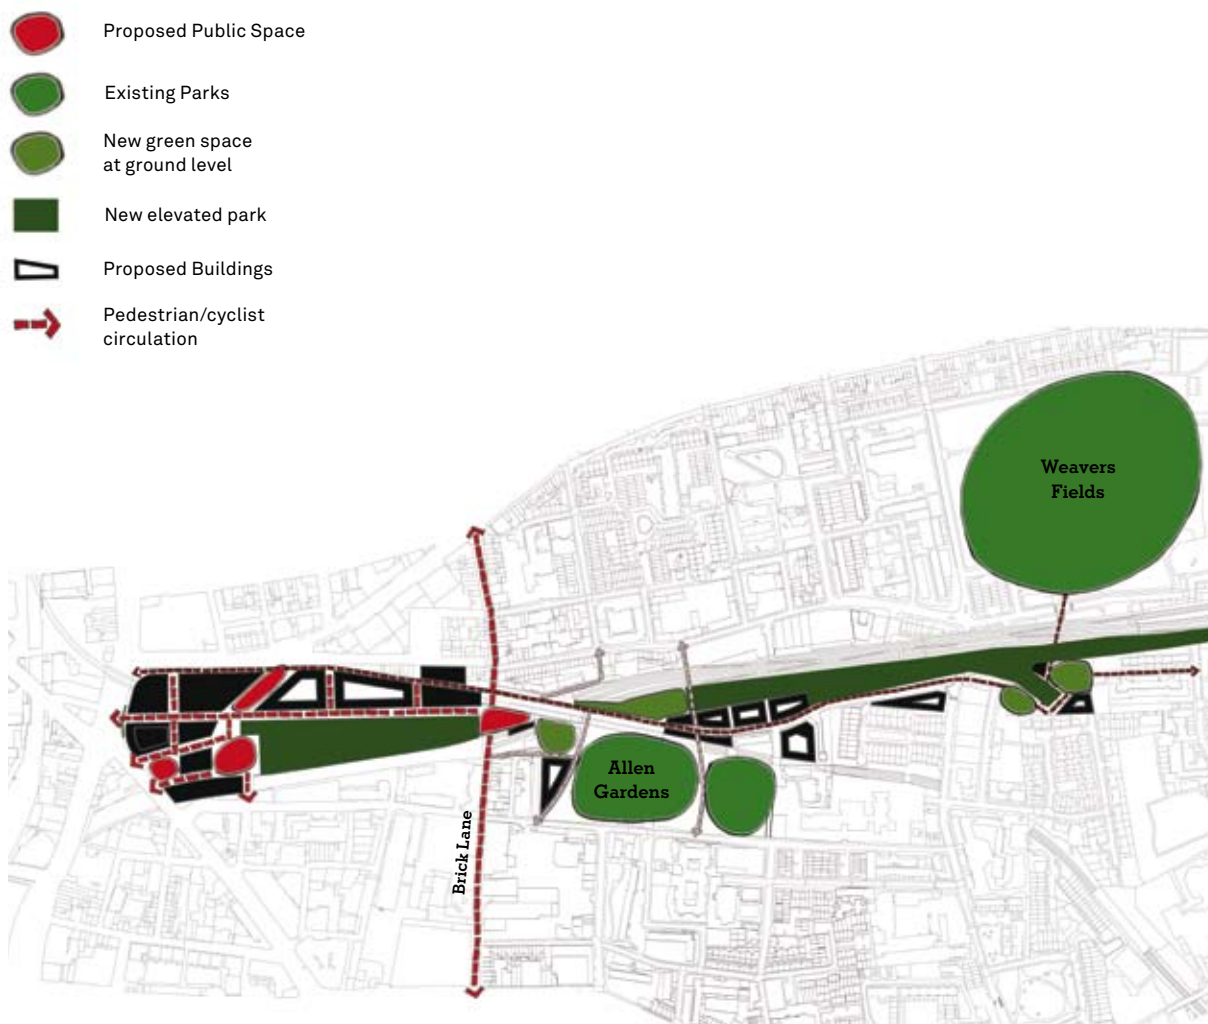 Proposed Public Space
Existing Parks
New green space
at ground level
New elevated park
Proposed Buildings
Pedestrian/cyclist
circulation
Weavers
Fields
Allen
Gardens
Brick Lane